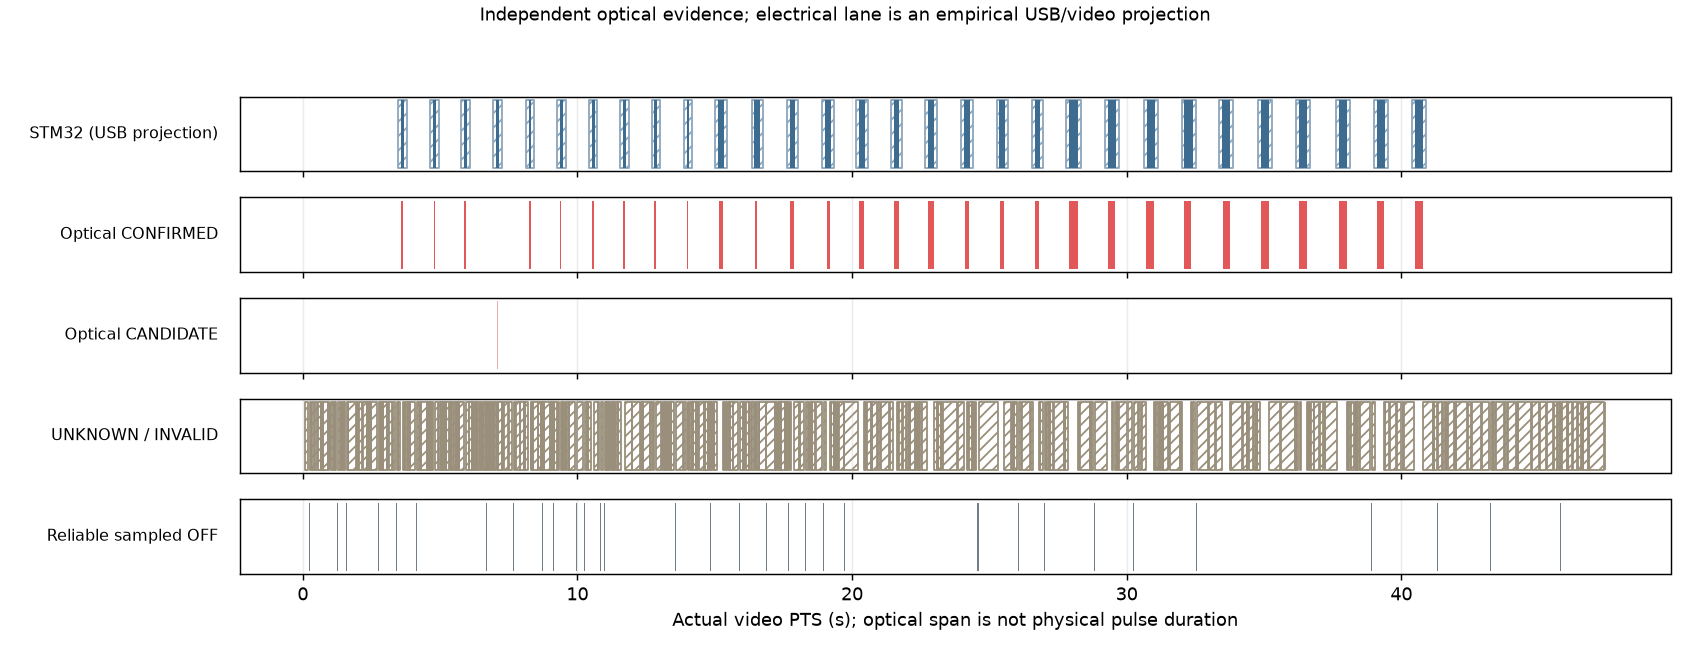 Independent optical evidence; electrical lane is an empirical USB/video projection
STM32 (USB projection)
Optical CONFIRMED
Optical CANDIDATE
UNKNOWN / INVALID
Reliable sampled OFF
0 10 20 30 40
Actual video PTS (s); optical span is not physical pulse duration